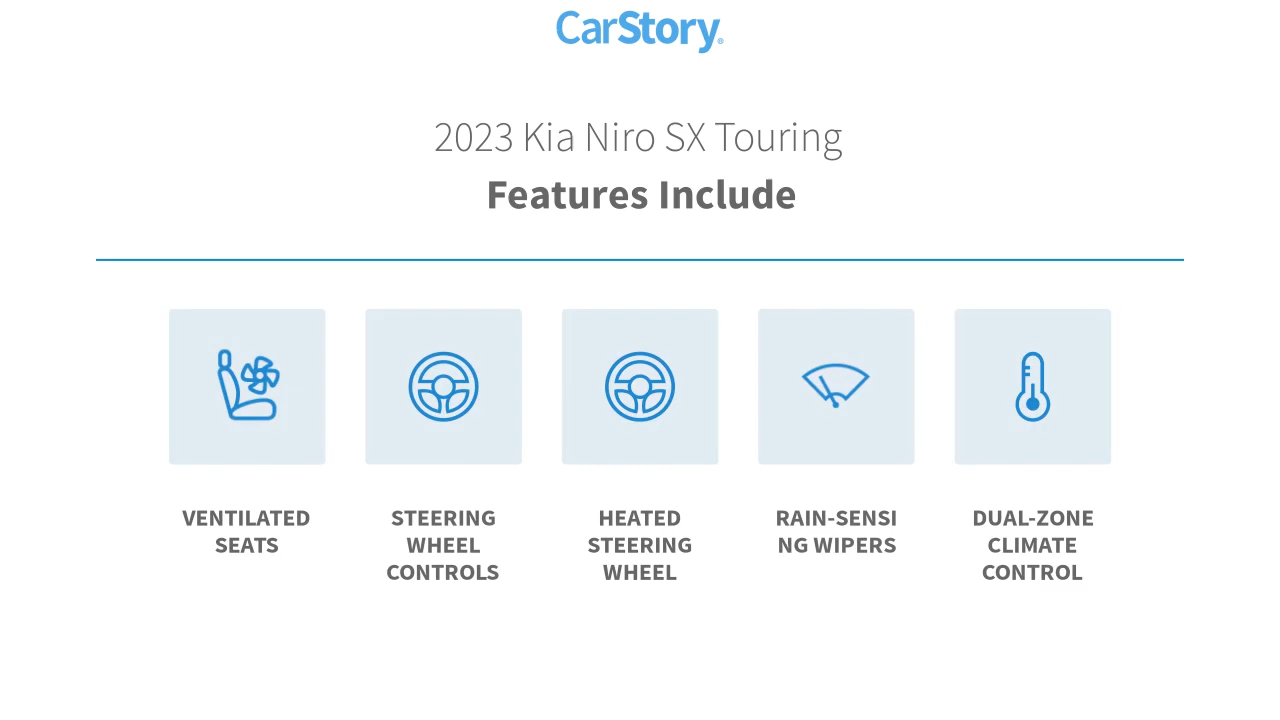 CarStory®
2023 Kia Niro SX Touring
Features Include
VENTILATED
SEATS
STEERING
WHEEL
CONTROLS
HEATED
STEERING
WHEEL
RAIN-SENSI
NG WIPERS
DUAL-ZONE
CLIMATE
CONTROL